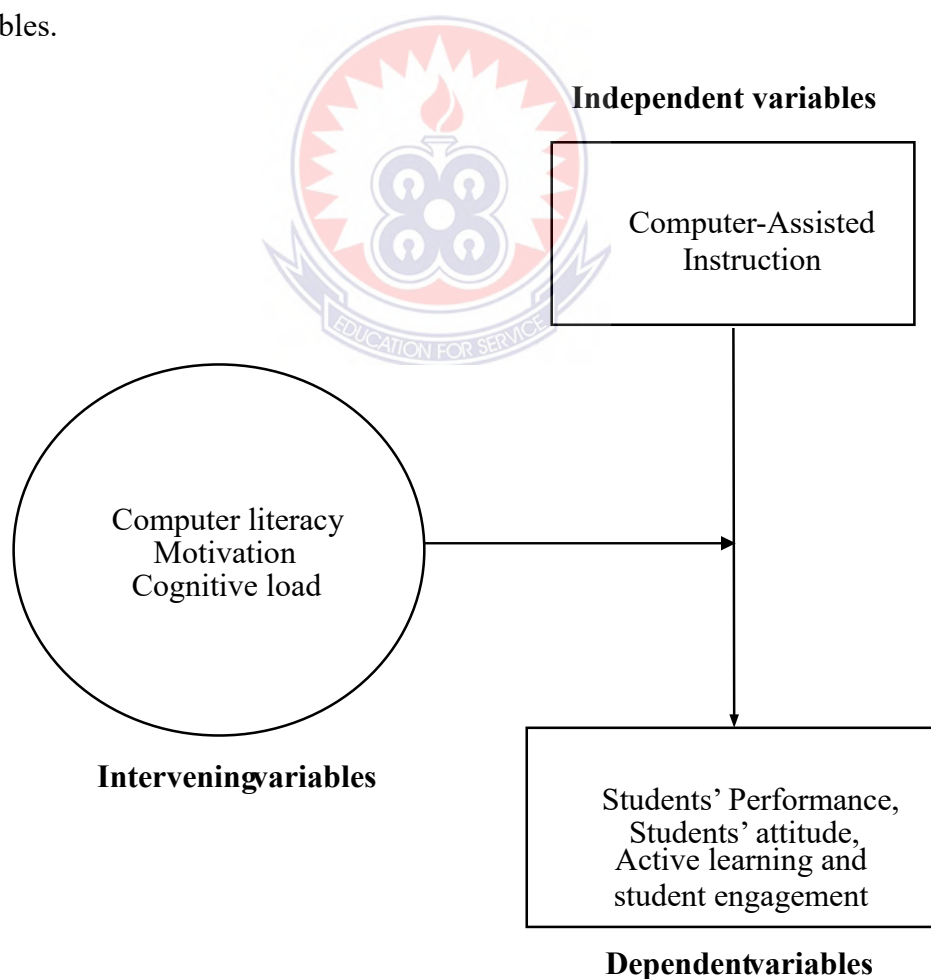 bles.
Independent variables
Computer-Assisted
Instruction
EDUCATION FOR SERVICE
Computer literacy
Motivation
Cognitive load
Interveningvariables
Students’ Performance,
Students’ attitude,
Active learning and
student engagement
Dependentvariables